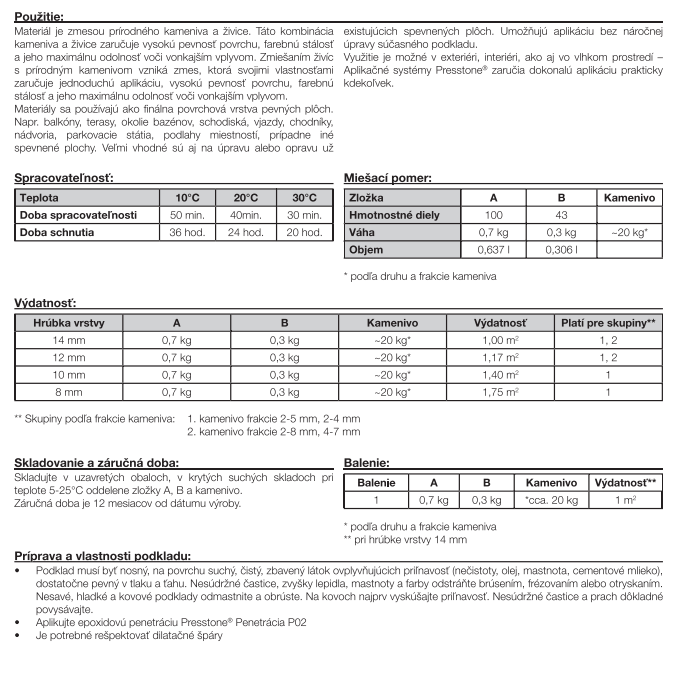 Použitie:
Materiál je zmesou prírodného kameniva a živice. Táto kombinácia
kameniva a živice zaručuje vysokú pevnosť povrchu, farebnú stálosť
a jeho maximálnu odolnosť voči vonkajším vplyvom. Zmiešaním živíc
s prírodným kamenivom vzniká zmes, ktorá svojimi vlastnosťami
zaručuje jednoduchú aplikáciu, vysokú pevnosť povrchu, farebnú
stálosť a jeho maximálnu odolnosť voči vonkajším vplyvom.
Materiály sa používajú ako finálna povrchová vrstva pevných plôch.
Napr. balkóny, terasy, okolie bazénov, schodiská, vjazdy, chodníky,
nádvoria, parkovacie státia, podlahy miestností, prípadne iné
spevnené plochy. Veľmi vhodné sú aj na úpravu alebo opravu už
existujúcich spevnených plôch. Umožňujú aplikáciu bez náročnej
úpravy súčasného podkladu.
Využitie je možné v exteriéri, interiéri, ako aj vo vlhkom prostredí –
Aplikačné systémy Presstone® zaručia dokonalú aplikáciu prakticky
kdekoľvek.
Spracovateľnosť:
Teplota 10°C 20°C 30°C
Doba spracovateľnosti 50 min. 40min. 30 min.
Doba schnutia 36 hod. 24 hod. 20 hod.
Miešací pomer:
Zložka A B Kamenivo
Hmotnostné diely 100 43
Váha 0,7 kg 0,3 kg ~20 kg*
Objem 0,637 l 0,306 l
* podľa druhu a frakcie kameniva
Výdatnosť:
Hrúbka vrstvy A B Kamenivo Výdatnosť Platí pre skupiny**
14 mm 0,7 kg 0,3 kg ~20 kg* 1,00 m² 1, 2
12 mm 0,7 kg 0,3 kg ~20 kg* 1,17 m² 1, 2
10 mm 0,7 kg 0,3 kg ~20 kg* 1,40 m² 1
8 mm 0,7 kg 0,3 kg ~20 kg* 1,75 m² 1
** Skupiny podľa frakcie kameniva: 1. kamenivo frakcie 2-5 mm, 2-4 mm
2. kamenivo frakcie 2-8 mm, 4-7 mm
Skladovanie a záručná doba:
Skladujte v uzavretých obaloch, v krytých suchých skladoch pri
teplote 5-25°C oddelene zložky A, B a kamenivo.
Záručná doba je 12 mesiacov od dátumu výroby.
Balenie:
Balenie A B Kamenivo Výdatnosť**
1 0,7 kg 0,3 kg *cca. 20 kg 1 m²
* podľa druhu a frakcie kameniva
** pri hrúbke vrstvy 14 mm
Príprava a vlastnosti podkladu:
• Podklad musí byť nosný, na povrchu suchý, čistý, zbavený látok ovplyvňujúcich priľnavosť (nečistoty, olej, mastnota, cementové mlieko),
dostatočne pevný v tlaku a ťahu. Nesúdržné častice, zvyšky lepidla, mastnoty a farby odstráňte brúsením, frézovaním alebo otryskaním.
Nesavé, hladké a kovové podklady odmastnite a obrúste. Na kovoch najprv vyskúšajte priľnavosť. Nesúdržné častice a prach dôkladné
povysávajte.
• Aplikujte epoxidovú penetráciu Presstone® Penetrácia P02
• Je potrebné rešpektovať dilatačné špáry